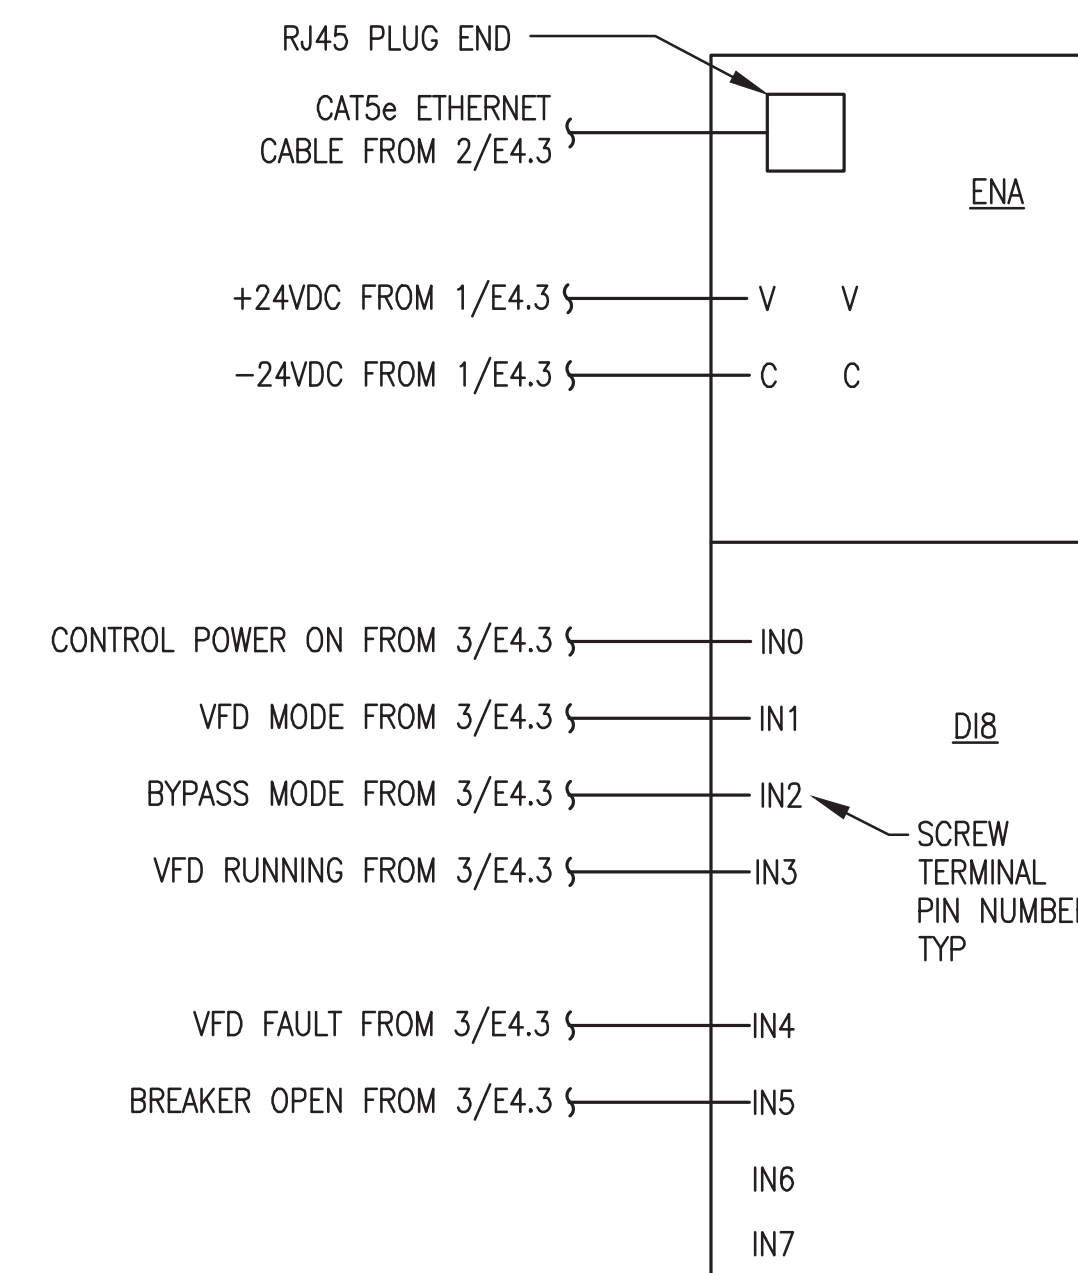 RJ45 PLUG END
CAT5e ETHERNET
CABLE FROM 2/E4.3
ENA
+24VDC FROM 1/E4.3
V V
-24VDC FROM 1/E4.3
C C
CONTROL POWER ON FROM 3/E4.3
IN0
VFD MODE FROM 3/E4.3
IN1
DI8
BYPASS MODE FROM 3/E4.3
IN2
SCREW
TERMINAL
PIN NUMBE
TYP
VFD RUNNING FROM 3/E4.3
IN3
VFD FAULT FROM 3/E4.3
IN4
BREAKER OPEN FROM 3/E4.3
IN5
IN6
IN7